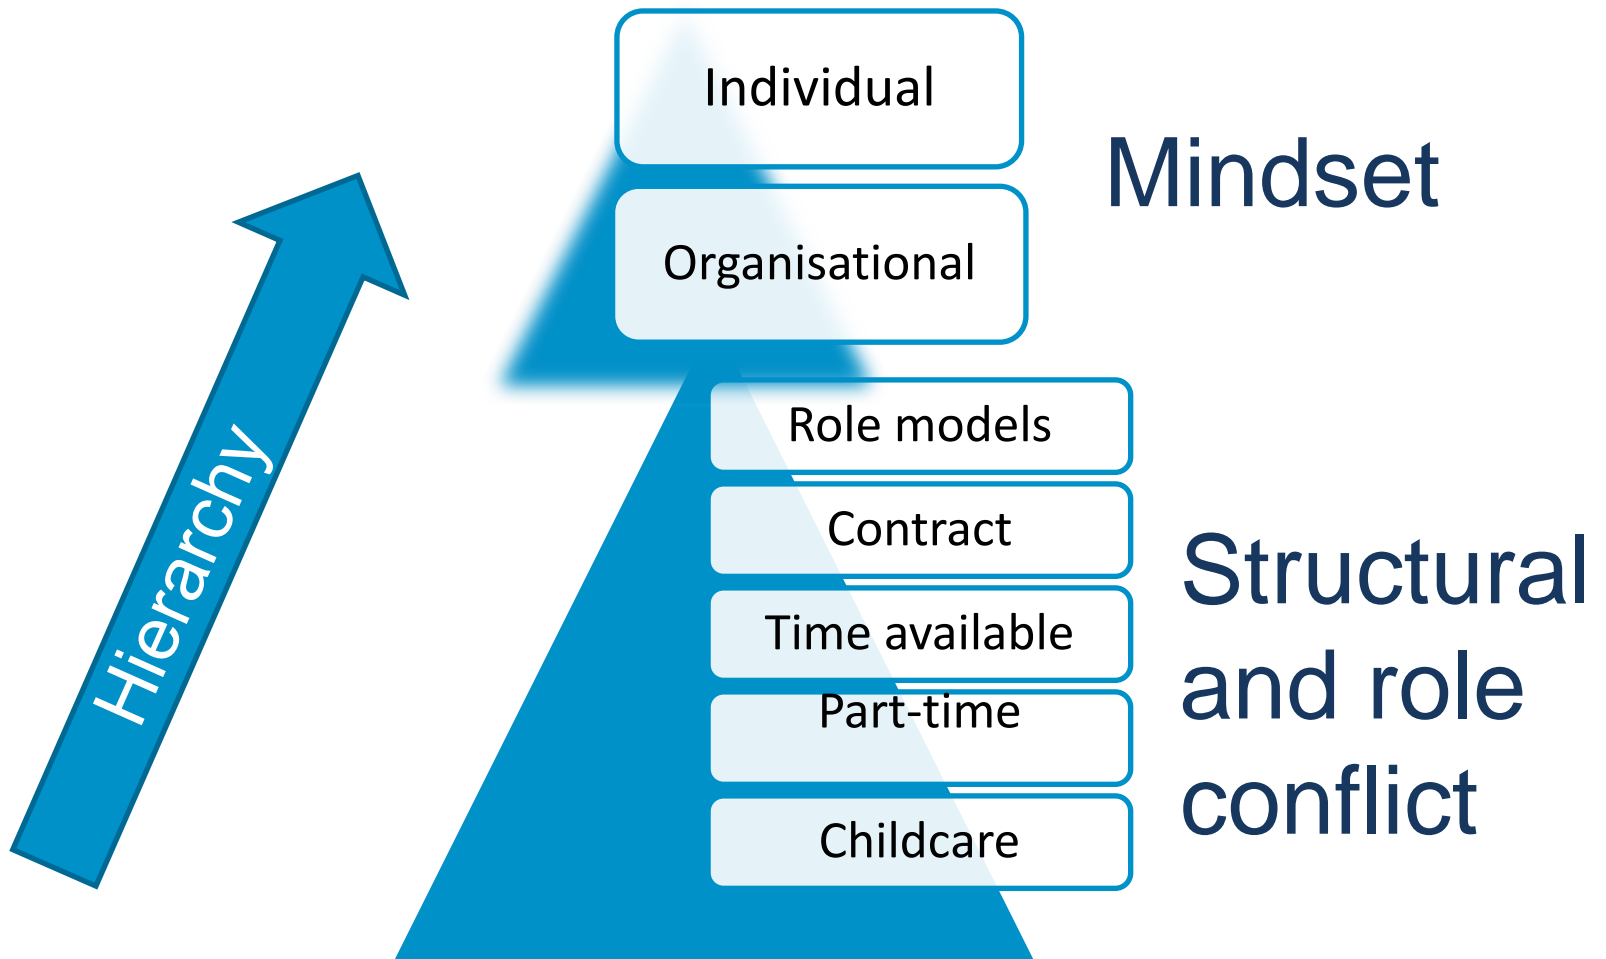 Individual
Mindset
Organisational
Hierarchy
Role models
Contract
Time available
Part-time
Childcare
Structural
and role
conflict